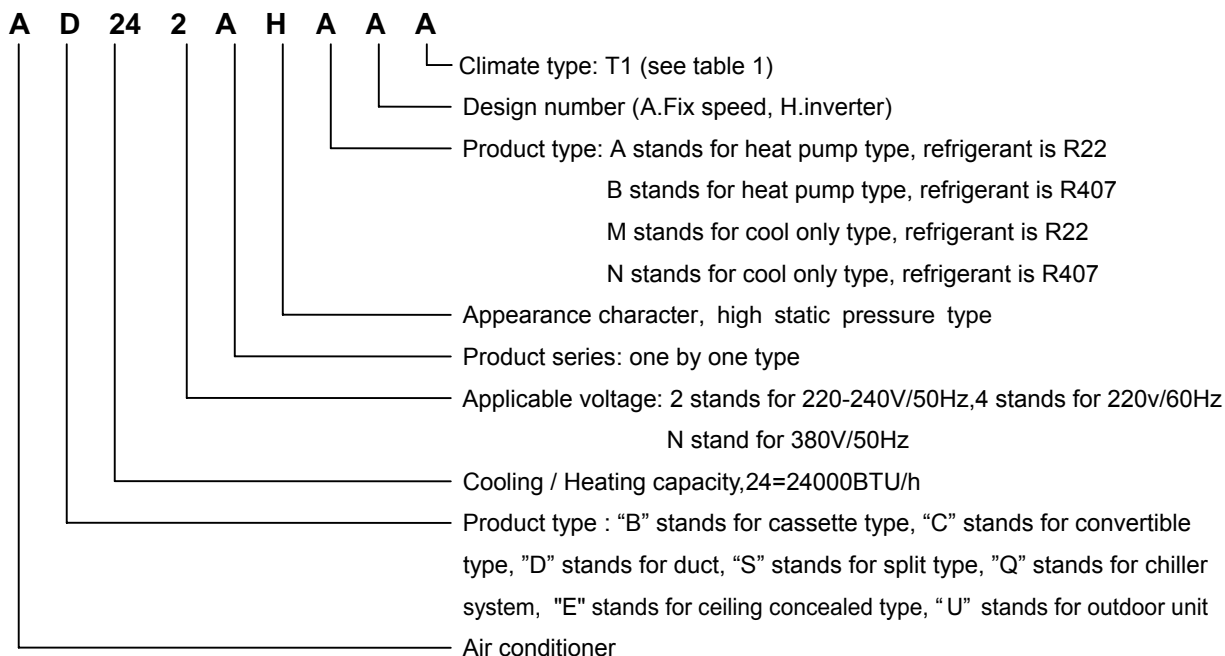 A D 24 2 A H A A A
Climate type: T1 (see table 1)
Design number (A.Fix speed, H.inverter)
Product type: A stands for heat pump type, refrigerant is R22
B stands for heat pump type, refrigerant is R407
M stands for cool only type, refrigerant is R22
N stands for cool only type, refrigerant is R407
Appearance character, high static pressure type
Product series: one by one type
Applicable voltage: 2 stands for 220-240V/50Hz,4 stands for 220v/60Hz
N stand for 380V/50Hz
Cooling / Heating capacity,24=24000BTU/h
Product type : “B” stands for cassette type, “C” stands for convertible
type, ”D” stands for duct, “S” stands for split type, ”Q” stands for chiller
system, "E" stands for ceiling concealed type, “U” stands for outdoor unit
Air conditioner